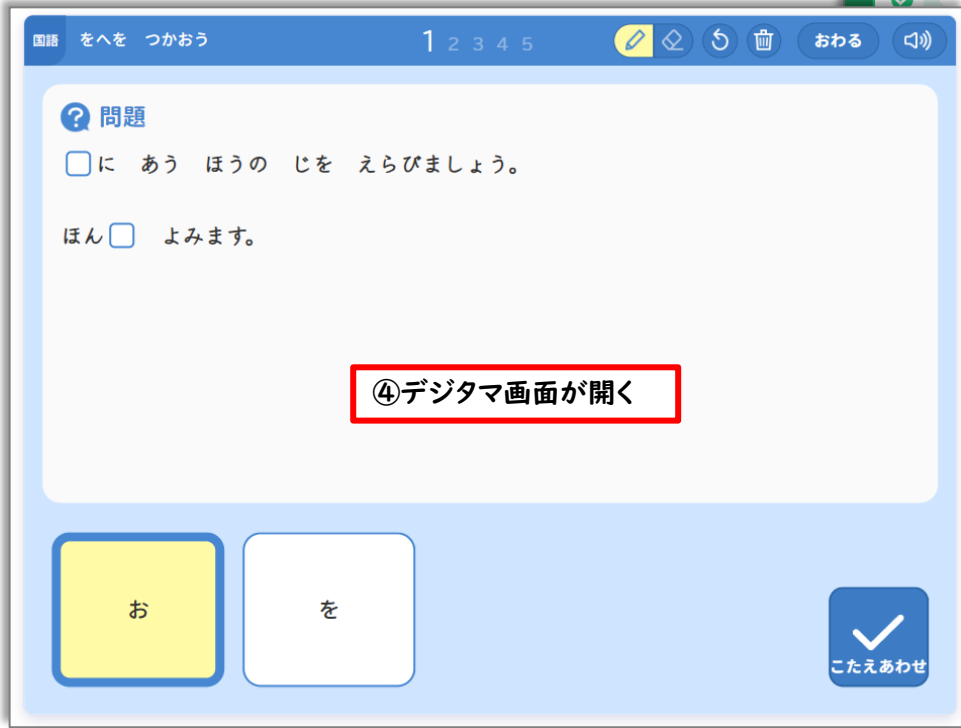 国語 をへを つかおう 1 2 3 4 5 おわる
問題
□に あう ほうの じを えらびましょう。
ほん□ よみます。
④デジタマ画面が開く
お を
こたえあわせ